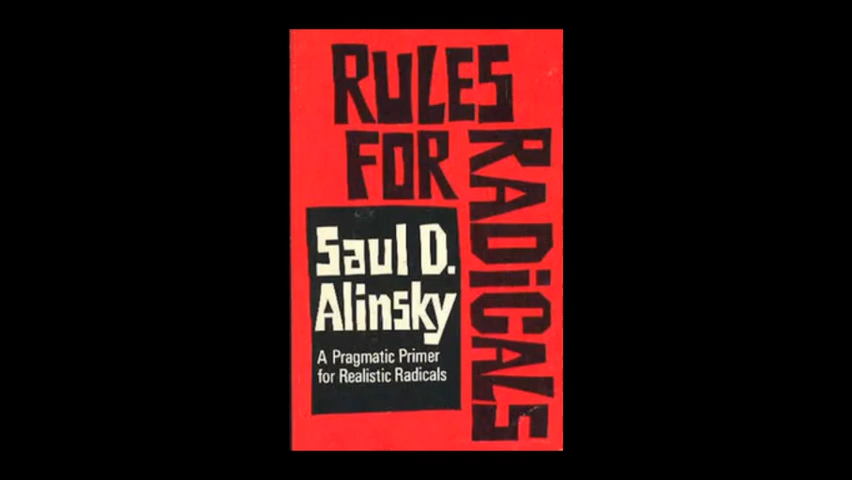 RULES
FOR
RADiCALS
Saul D.
Alinsky
A Pragmatic Primer
for Realistic Radicals